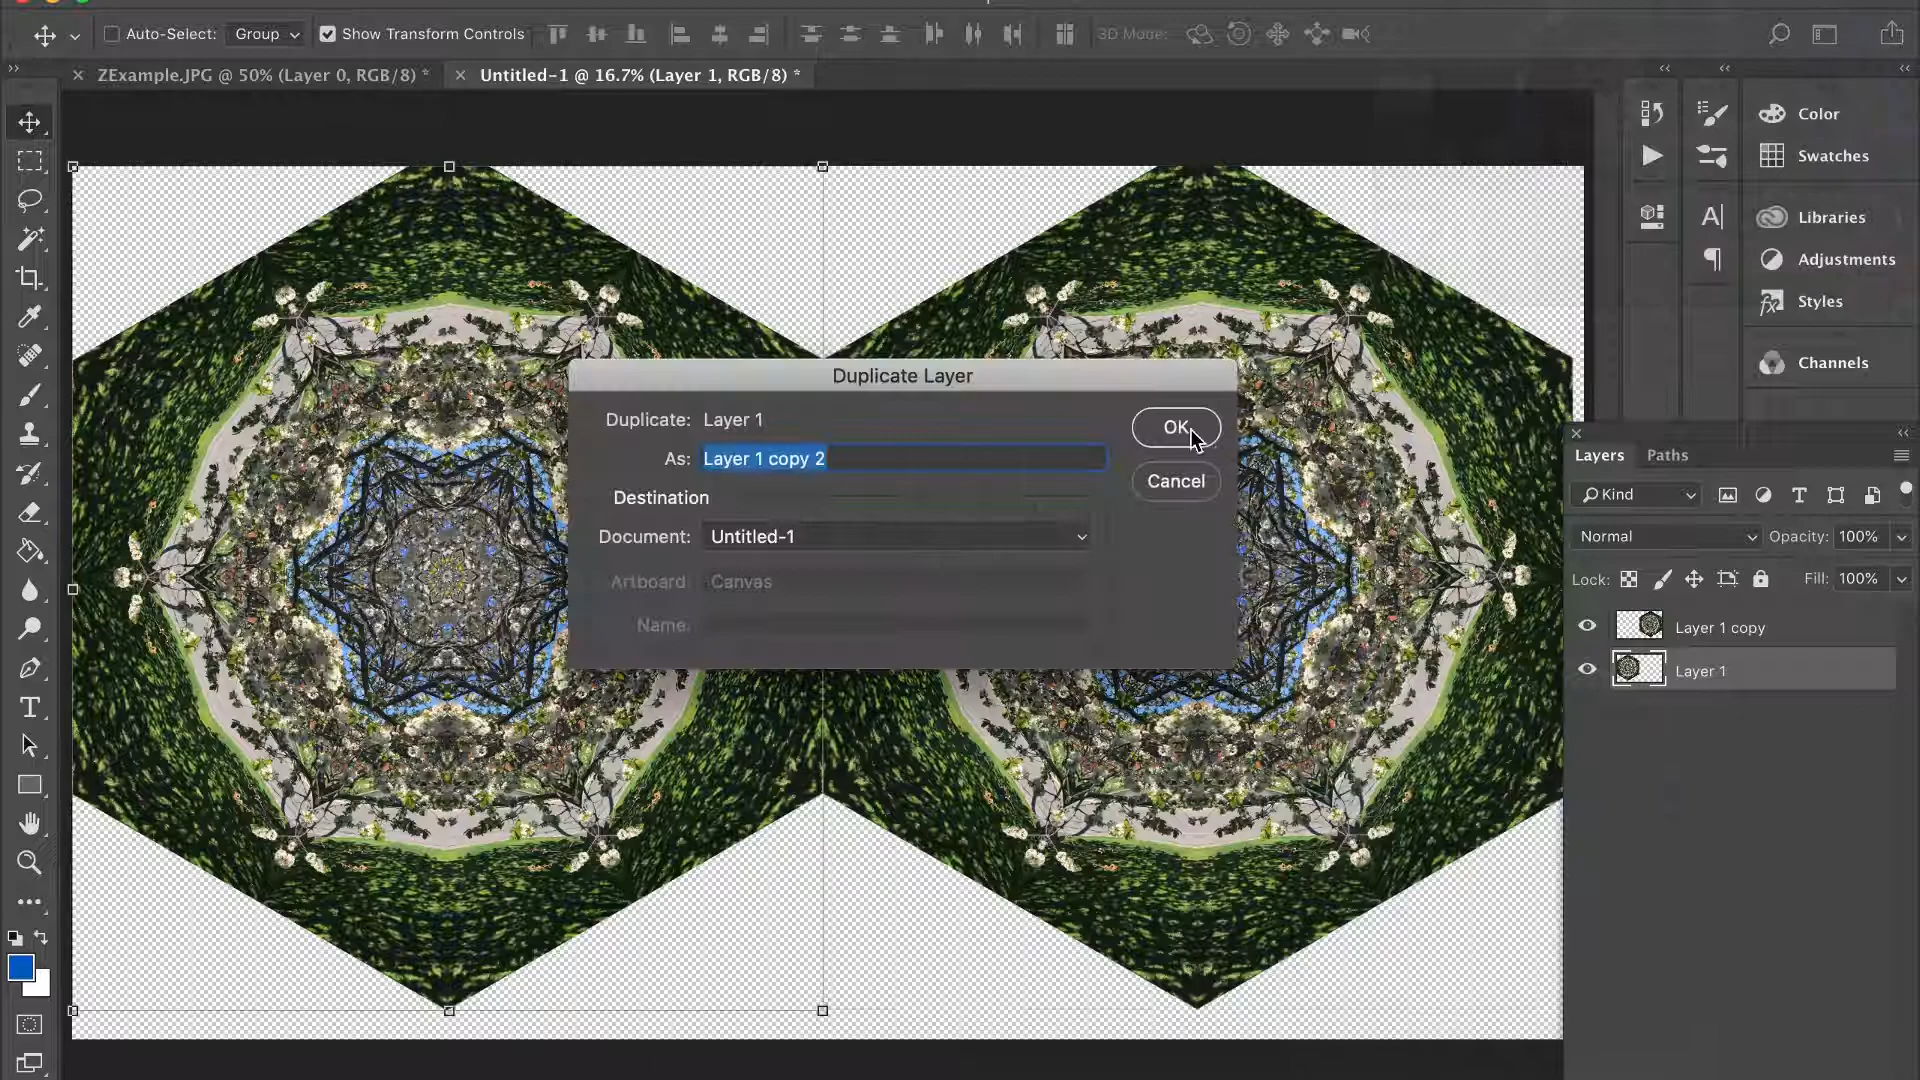 Auto-Select: Group Show Transform Controls 3D Mode:
ZExample.JPG @ 50% (Layer 0, RGB/8) * Untitled-1 @ 16.7% (Layer 1, RGB/8) *
Color
Swatches
Libraries
Adjustments
Styles
Channels
Duplicate Layer
Duplicate: Layer 1
OK
As: Layer 1 copy 2
Cancel
Destination
Document: Untitled-1
Artboard: Canvas
Name:
Layers Paths
Kind
Normal Opacity: 100%
Lock: Fill: 100%
Layer 1 copy
Layer 1